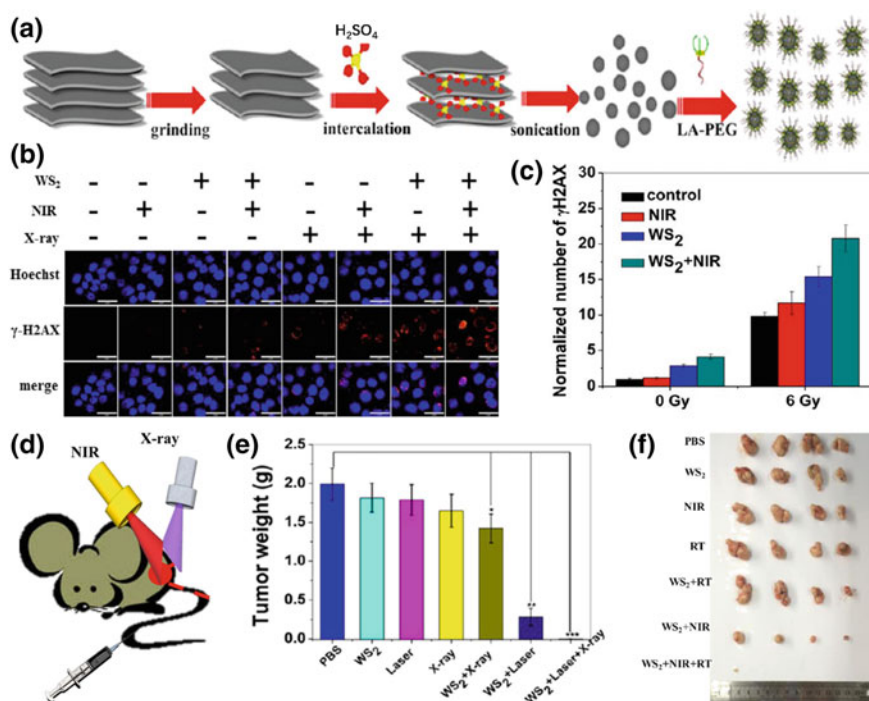 (a)
H₂SO₄
grinding
intercalation
sonication
LA-PEG
(b)
WS₂ - - + + - - + +
NIR - + - + - + - +
X-ray - - - - + + + +
Hoechst
γ-H2AX
merge
(c)
Normalized number of γH2AX
30
25
20
15
10
5
0
control
NIR
WS₂
WS₂+NIR
0 Gy
6 Gy
(d)
NIR
X-ray
(e)
Tumor weight (g)
2.5
2.0
1.5
1.0
0.5
0.0
*
**
***
PBS
WS₂
Laser
X-ray
WS₂+X-ray
WS₂+Laser
WS₂+Laser+X-ray
(f)
PBS
WS₂
NIR
RT
WS₂+RT
WS₂+NIR
WS₂+NIR+RT